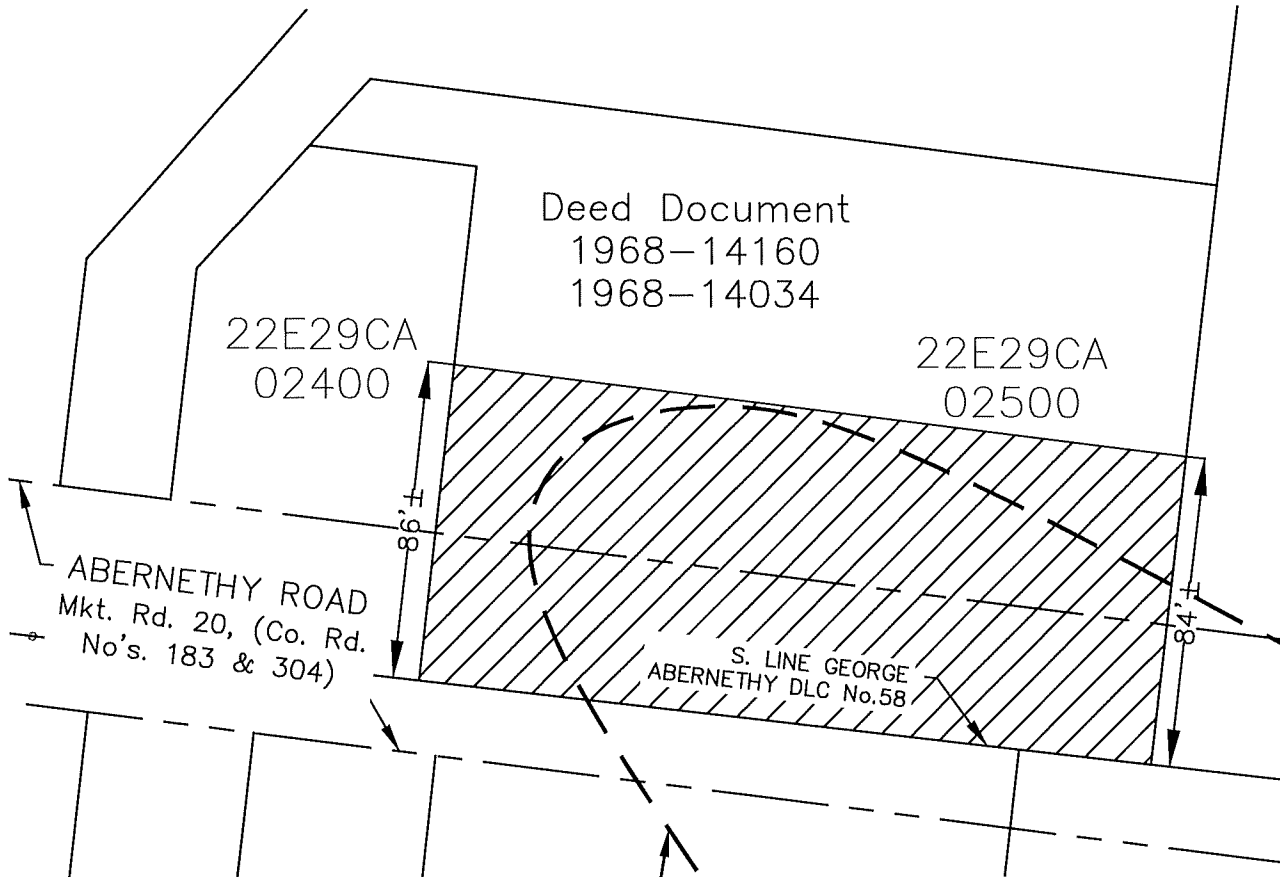 Deed Document
1968-14160
1968-14034
22E29CA
02400
22E29CA
02500
86'±
84'±
ABERNETHY ROAD
Mkt. Rd. 20, (Co. Rd.
No's. 183 & 304)
S. LINE GEORGE
ABERNETHY DLC No.58